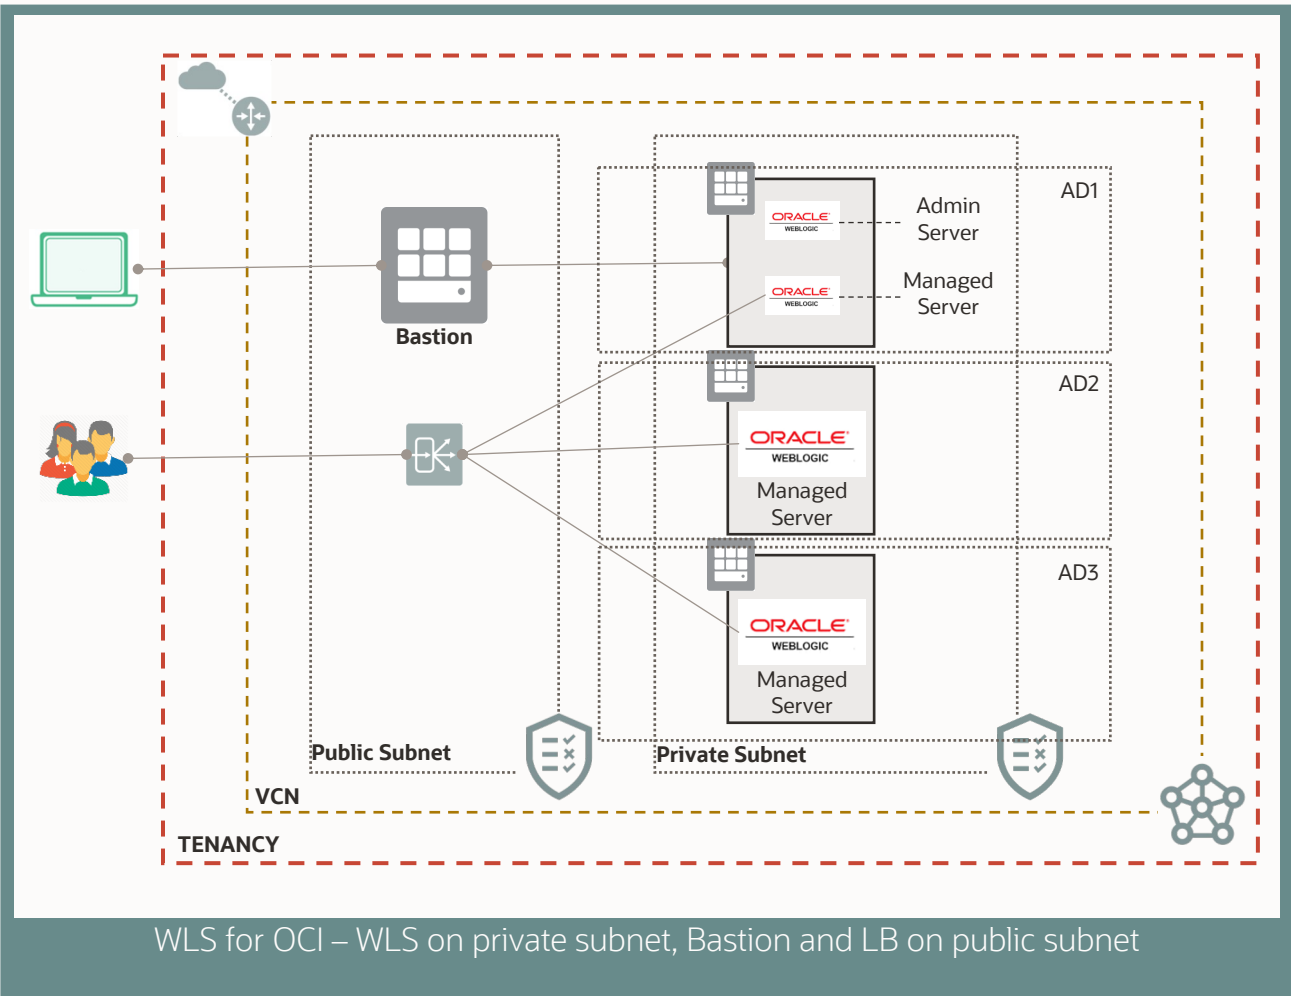 AD1
ORACLE
WEBLOGIC
Admin
Server
ORACLE
WEBLOGIC
Managed
Server
Bastion
AD2
ORACLE
WEBLOGIC
Managed
Server
AD3
ORACLE
WEBLOGIC
Managed
Server
Public Subnet
Private Subnet
VCN
TENANCY
WLS for OCI – WLS on private subnet, Bastion and LB on public subnet